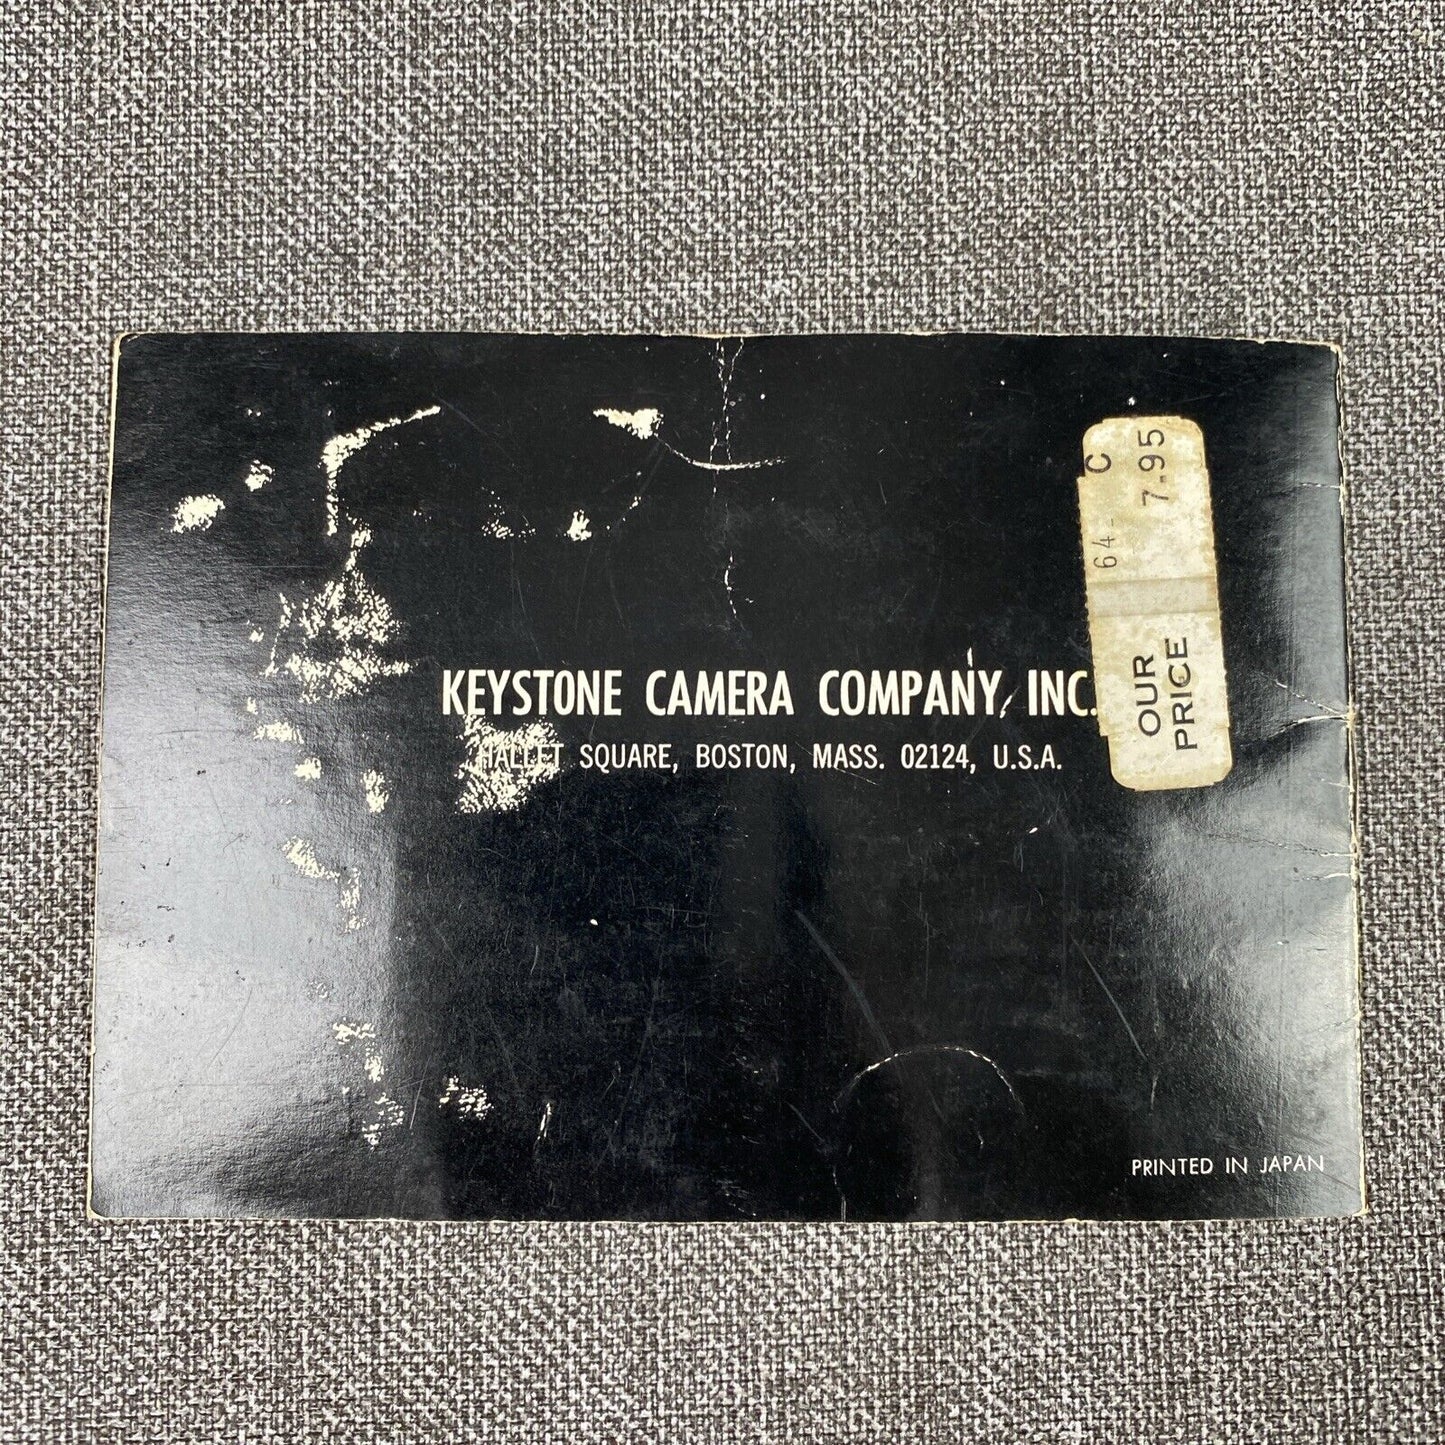 KEYSTONE CAMERA COMPANY, INC.
HALLET SQUARE, BOSTON, MASS. 02124, U.S.A.
C
64- 7.95
OUR
PRICE
PRINTED IN JAPAN